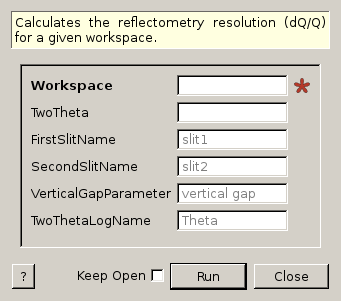 Calculates the reflectometry resolution (dQ/Q)
for a given workspace.
Workspace
TwoTheta
FirstSlitName slit1
SecondSlitName slit2
VerticalGapParameter vertical gap
TwoThetaLogName Theta
? Keep Open Run Close